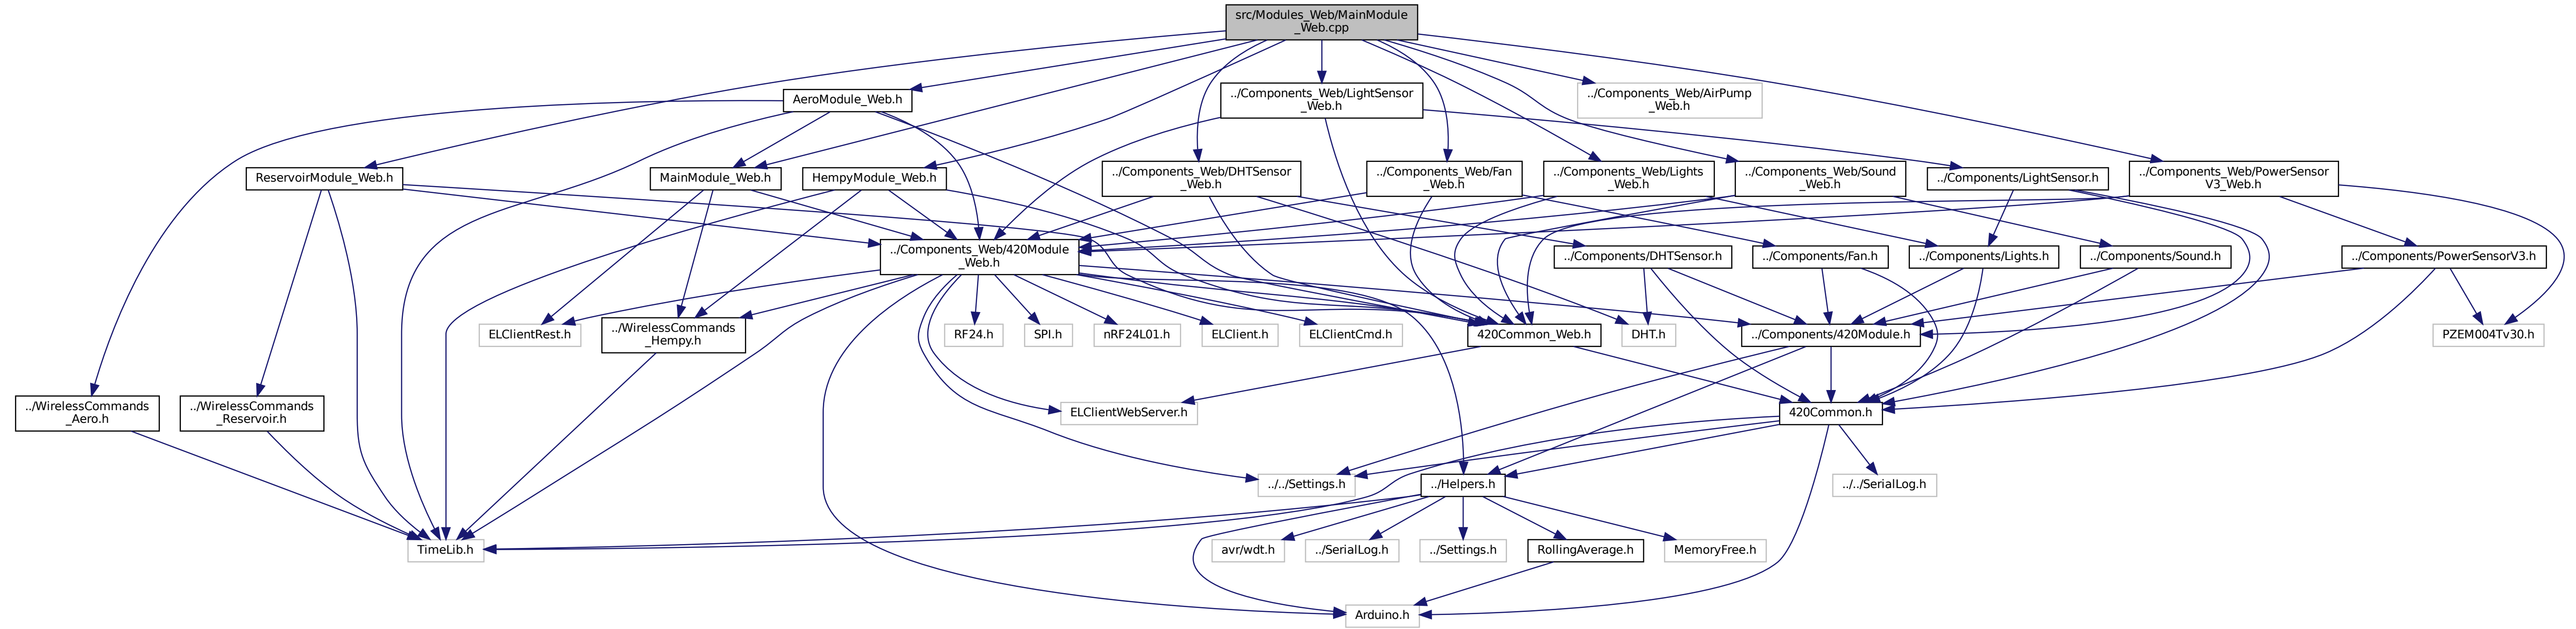 src/Modules_Web/MainModule
_Web.cpp
AeroModule_Web.h
../Components_Web/LightSensor
_Web.h
../Components_Web/AirPump
_Web.h
ReservoirModule_Web.h
MainModule_Web.h
HempyModule_Web.h
../Components_Web/DHTSensor
_Web.h
../Components_Web/Fan
_Web.h
../Components_Web/Lights
_Web.h
../Components_Web/Sound
_Web.h
../Components/LightSensor.h
../Components_Web/PowerSensor
V3_Web.h
../Components_Web/420Module
_Web.h
../Components/DHTSensor.h
../Components/Fan.h
../Components/Lights.h
../Components/Sound.h
../Components/PowerSensorV3.h
ELClientRest.h
../WirelessCommands
_Hempy.h
RF24.h
SPI.h
nRF24L01.h
ELClient.h
ELClientCmd.h
420Common_Web.h
DHT.h
../Components/420Module.h
PZEM004Tv30.h
../WirelessCommands
_Aero.h
../WirelessCommands
_Reservoir.h
ELClientWebServer.h
420Common.h
../../Settings.h
../Helpers.h
../../SerialLog.h
TimeLib.h
avr/wdt.h
../SerialLog.h
../Settings.h
RollingAverage.h
MemoryFree.h
Arduino.h